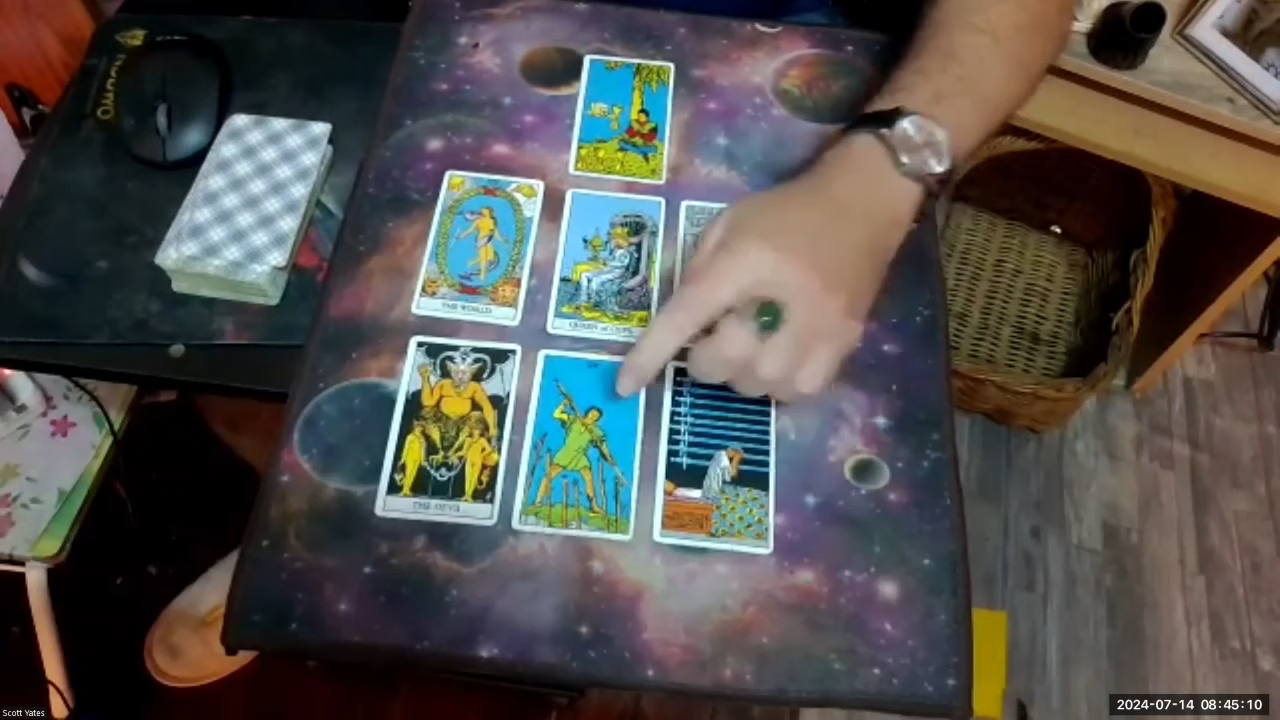 THE WORLD
QUEEN of CUPS
THE DEVIL
Scott Yates
2024-07-14 08:45:10